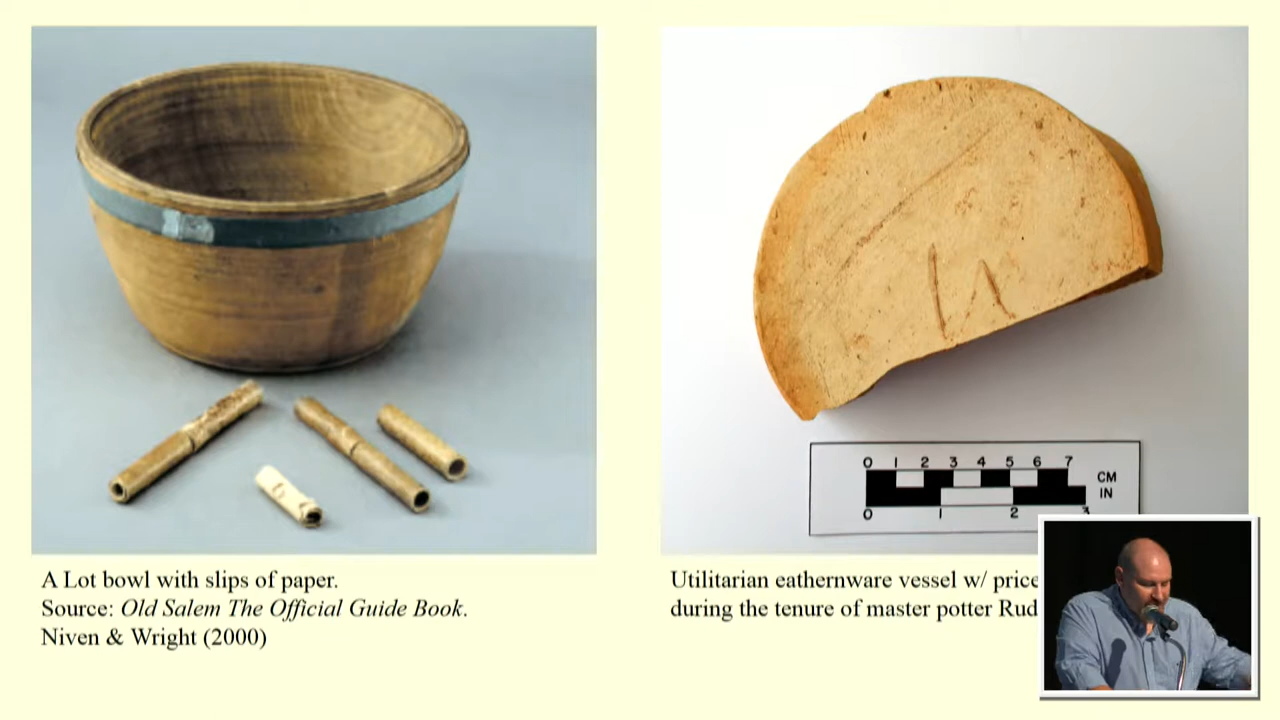 A Lot bowl with slips of paper.
Source: Old Salem The Official Guide Book.
Niven & Wright (2000)
0 1 2 3 4 5 6 7 CM
IN
0 1 2 3
Utilitarian eathernware vessel w/ price
during the tenure of master potter Rud